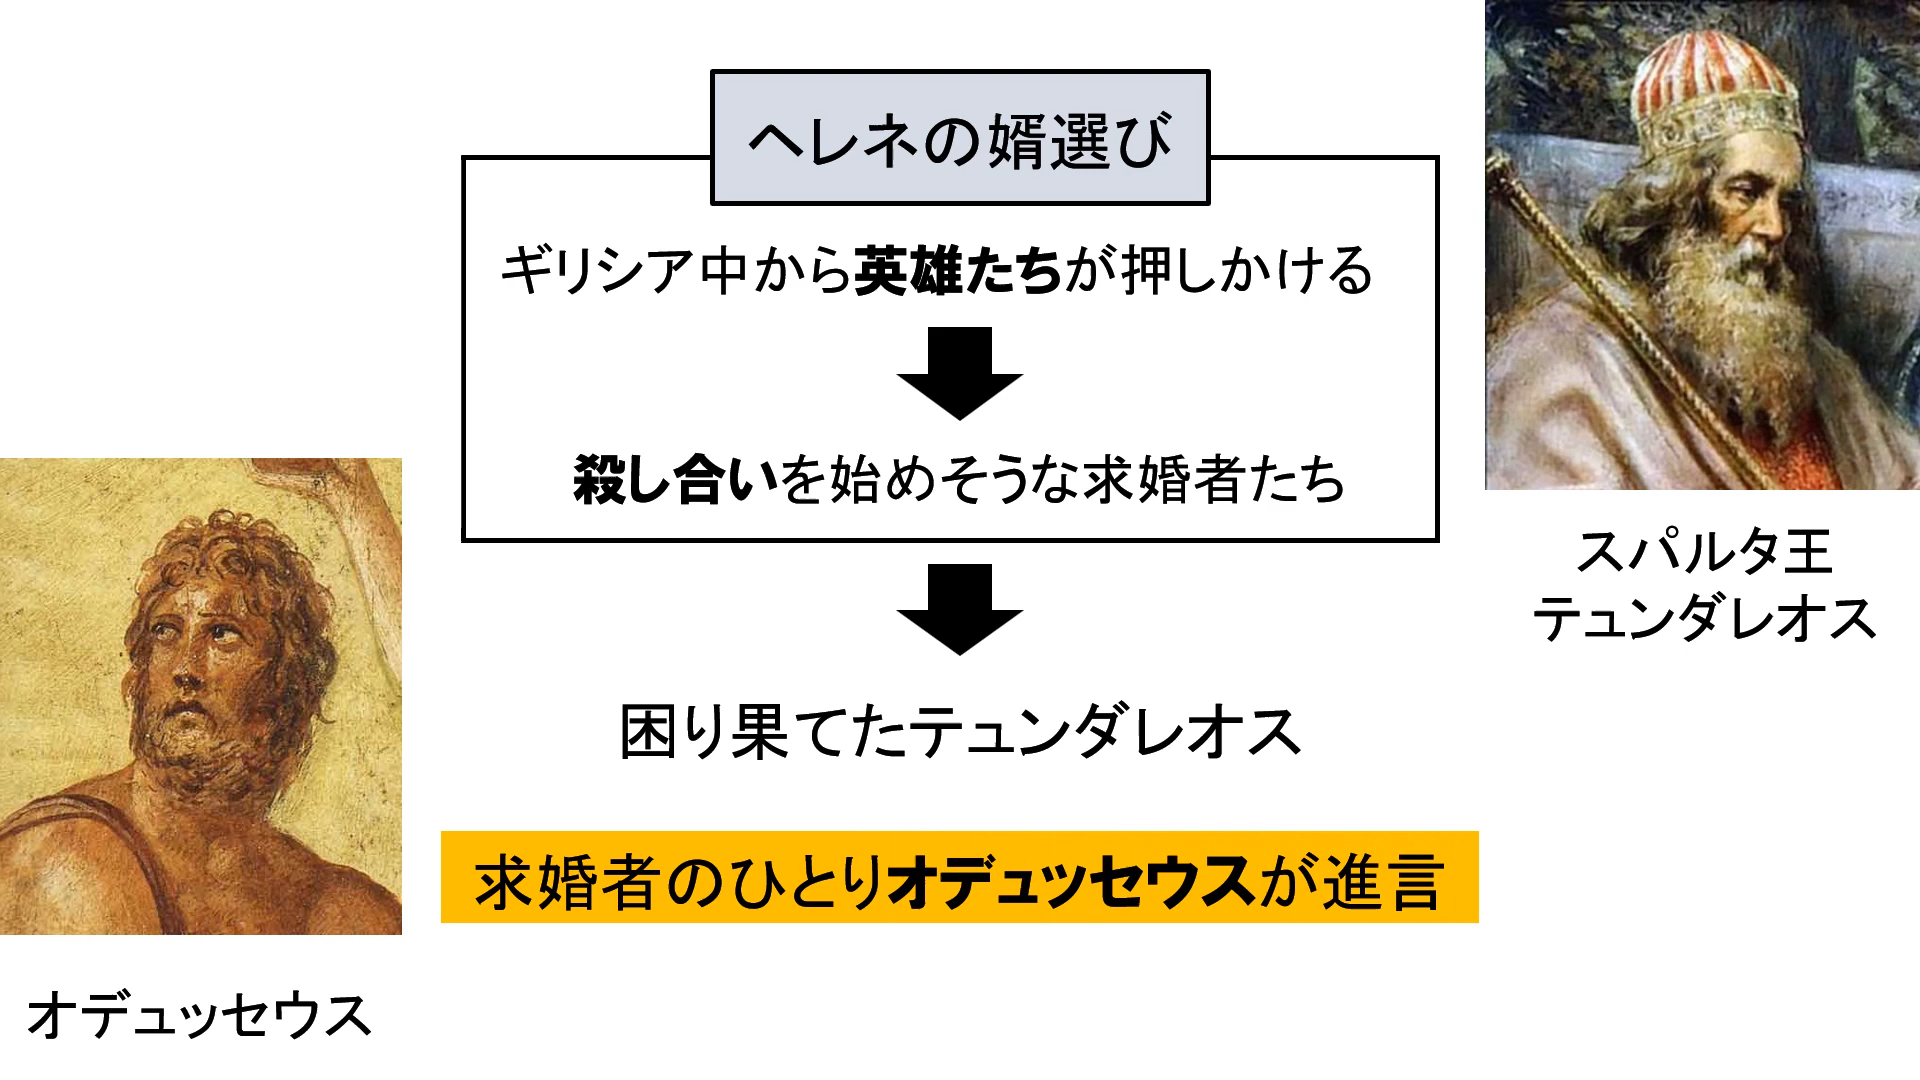 ヘレネの婿選び
ギリシア中から英雄たちが押しかける
殺し合いを始めそうな求婚者たち
スパルタ王
テュンダレオス
困り果てたテュンダレオス
求婚者のひとりオデュッセウスが進言
オデュッセウス